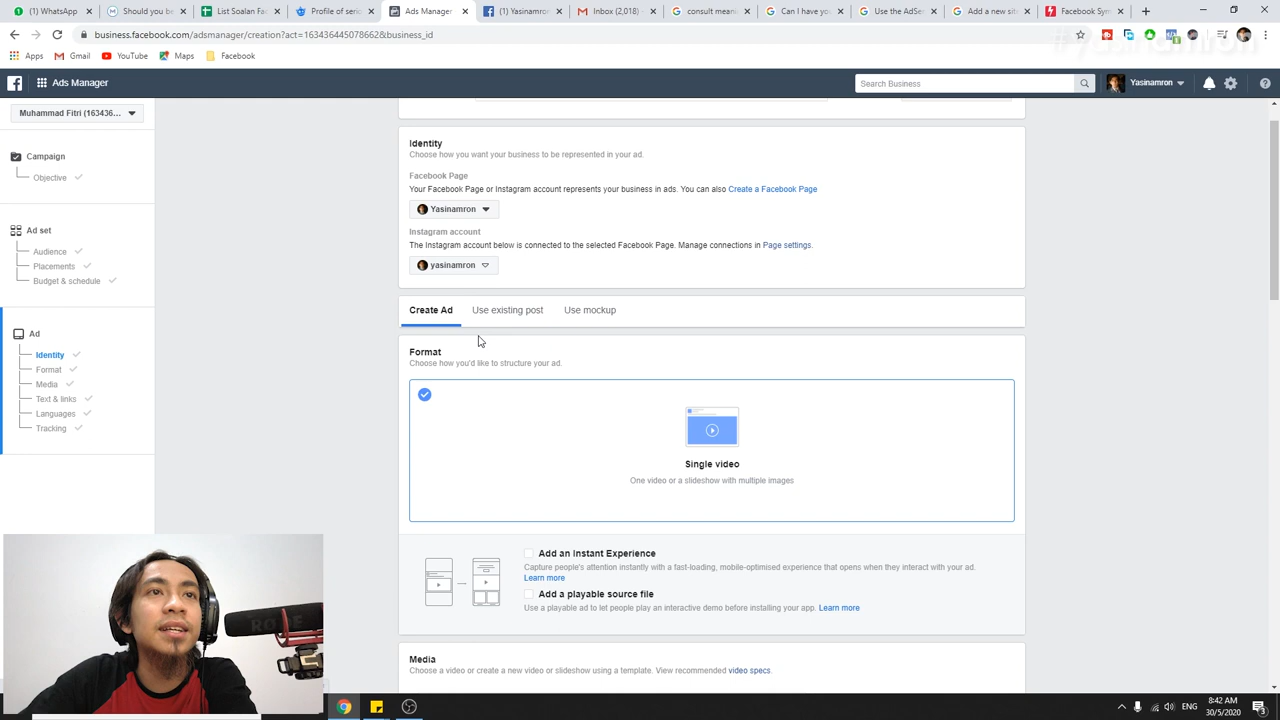 (1) WhatsApp
Should you be
List Soalan Fa
Profile of seni
Ads Manager
(3) Yasinamron
Inbox (2,018)
Google's mea
Can I have yo
Use the AdSe
Facebook Syn
business.facebook.com/adsmanager/creation?act=163436445078662&business_id
Apps
Gmail
YouTube
Maps
Facebook
#yasinamron
Ads Manager
Search Business
Yasinamron
Muhammad Fitri (163436...
Campaign
Objective
Ad set
Audience
Placements
Budget & schedule
Ad
Identity
Format
Media
Text & links
Languages
Tracking
Identity
Choose how you want your business to be represented in your ad.
Facebook Page
Your Facebook Page or Instagram account represents your business in ads. You can also Create a Facebook Page
Yasinamron
Instagram account
The Instagram account below is connected to the selected Facebook Page. Manage connections in Page settings.
yasinamron
Create Ad Use existing post Use mockup
Format
Choose how you'd like to structure your ad.
Single video
One video or a slideshow with multiple images
Add an Instant Experience
Capture people's attention instantly with a fast-loading, mobile-optimised experience that opens when they interact with your ad.
Learn more
Add a playable source file
Use a playable ad to let people play an interactive demo before installing your app. Learn more
Media
Choose a video or create a new video or slideshow using a template. View recommended video specs.
RODE
ENG
8:42 AM
30/5/2020